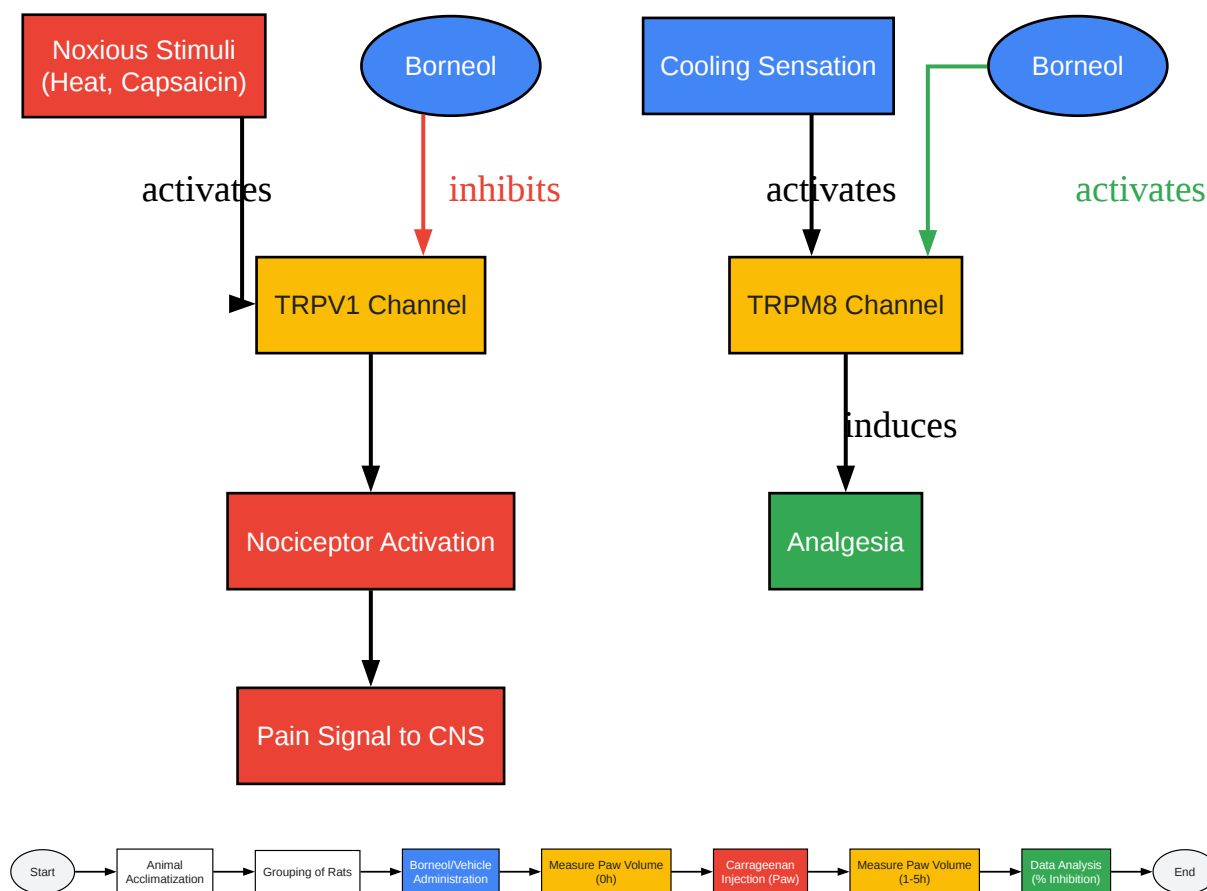 Noxious Stimuli
(Heat, Capsaicin)
Borneol
Cooling Sensation
Borneol
activates
inhibits
activates
activates
TRPV1 Channel
TRPM8 Channel
induces
Nociceptor Activation
Analgesia
Pain Signal to CNS
Start
Animal
Acclimatization
Grouping of Rats
Borneol/Vehicle
Administration
Measure Paw Volume
(0h)
Carrageenan
Injection (Paw)
Measure Paw Volume
(1-5h)
Data Analysis
(% Inhibition)
End